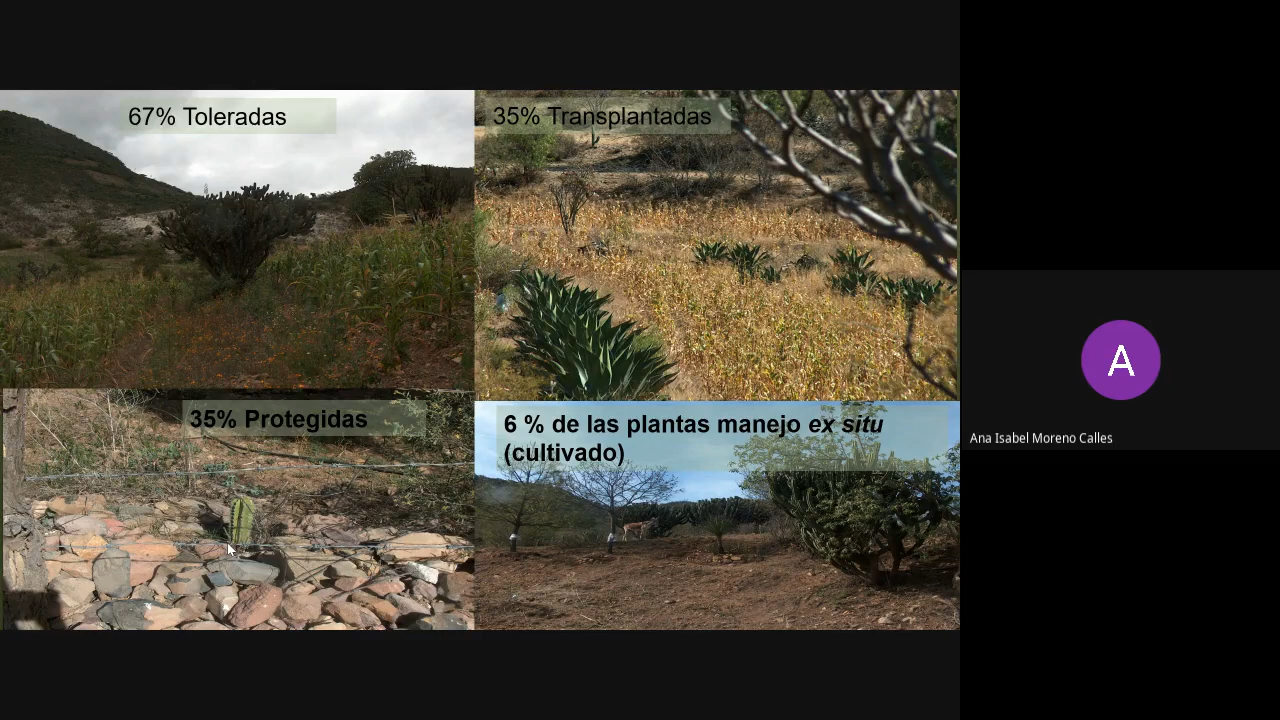 67% Toleradas
35% Transplantadas
35% Protegidas
6 % de las plantas manejo ex situ
(cultivado)
A
Ana Isabel Moreno Calles